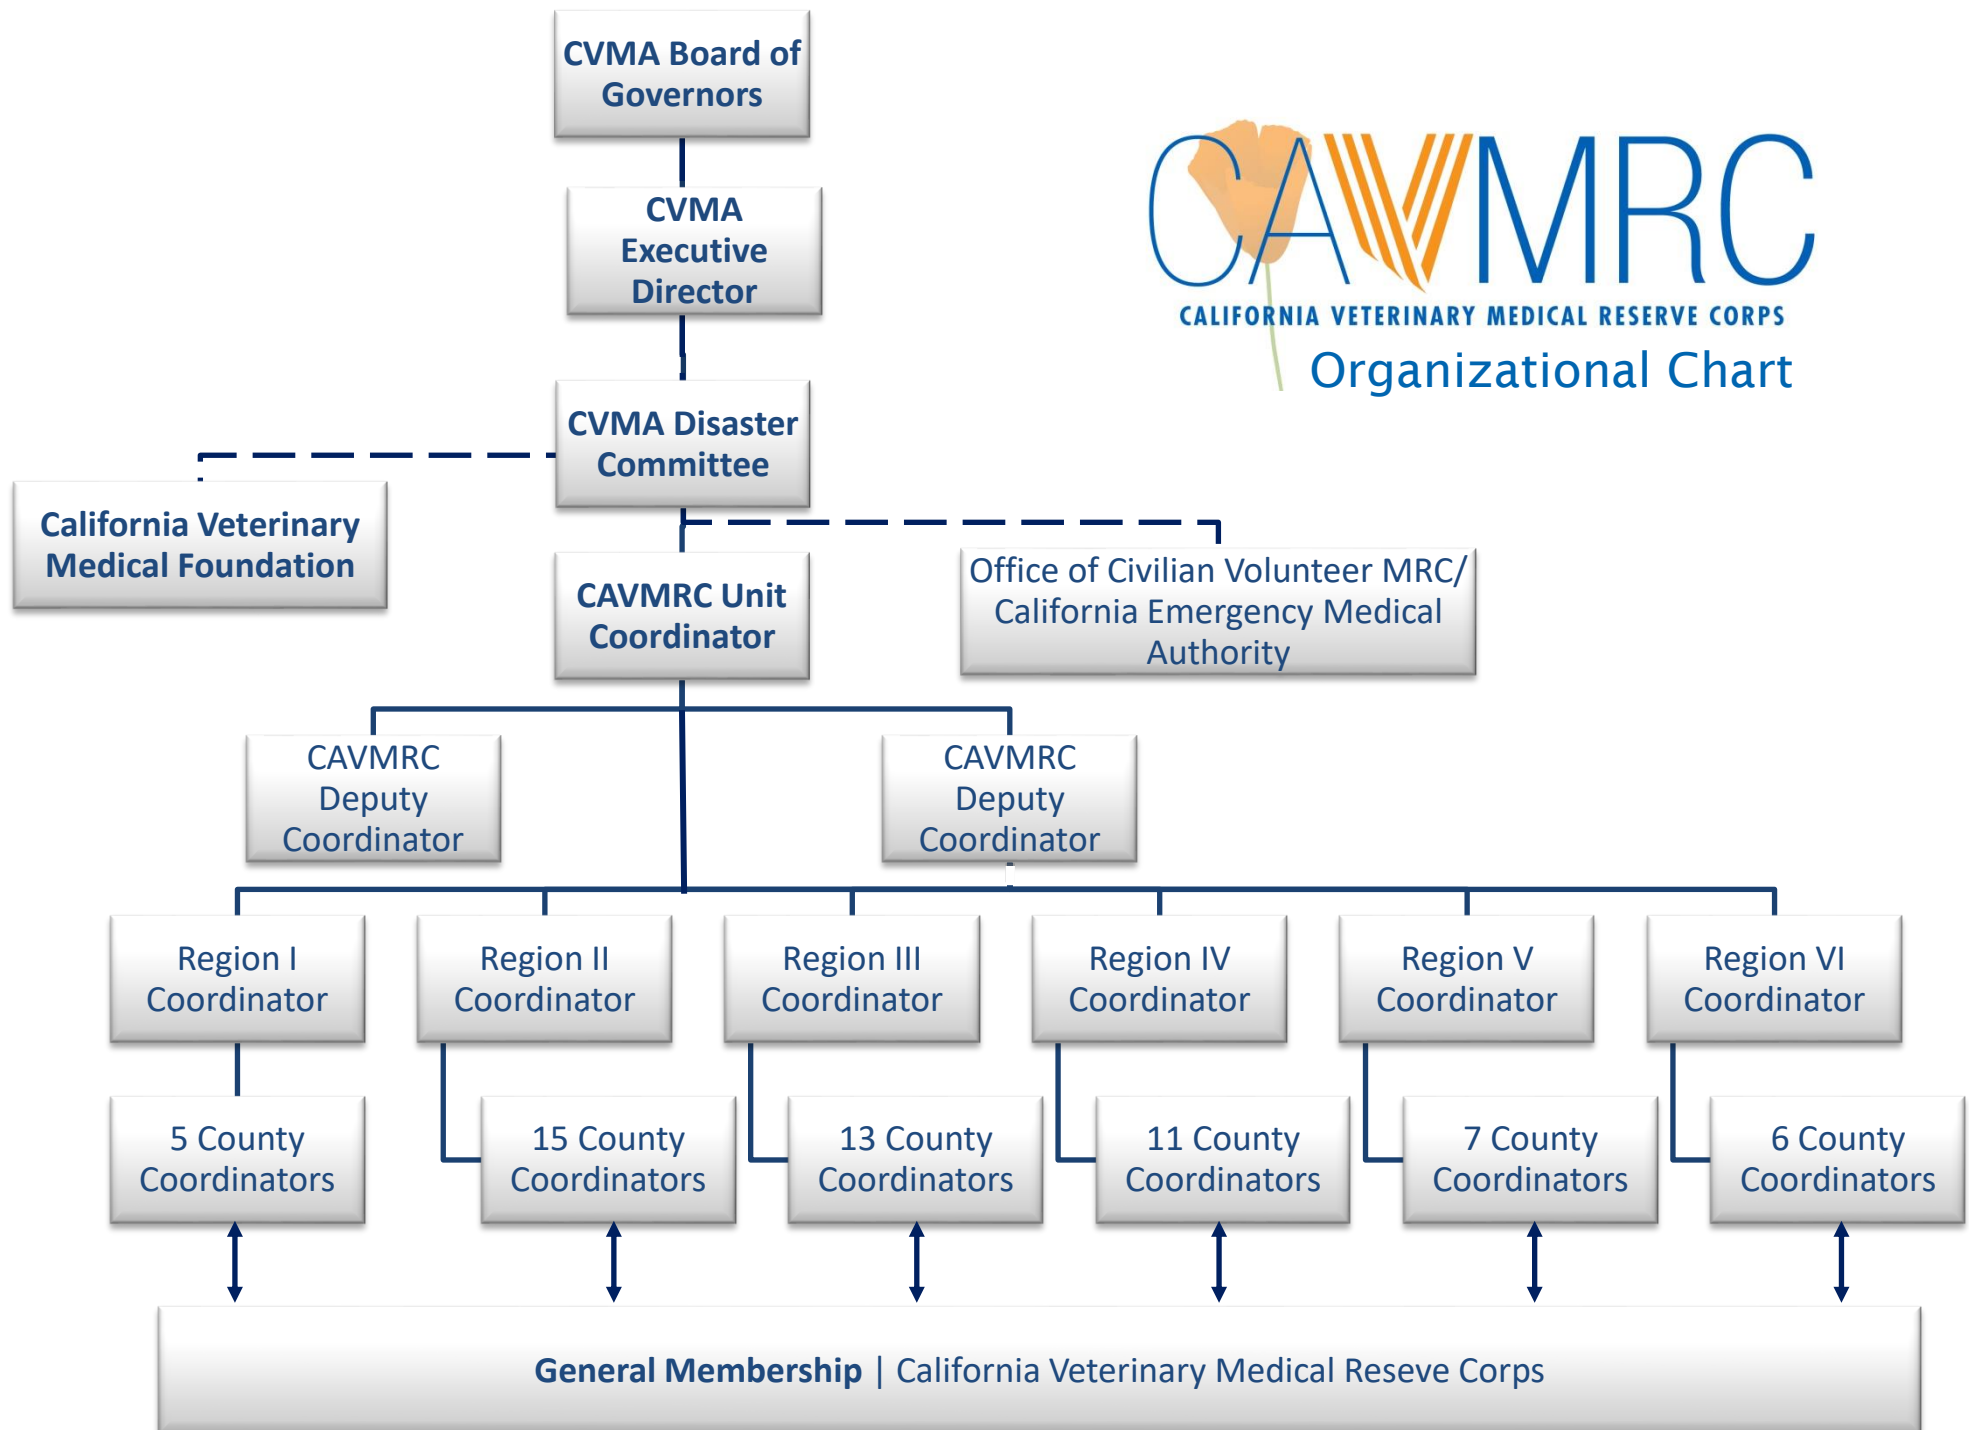 CVMA Board of
Governors
CAVMRC
CALIFORNIA VETERINARY MEDICAL RESERVE CORPS
Organizational Chart
CVMA
Executive
Director
CVMA Disaster
Committee
California Veterinary
Medical Foundation
CAVMRC Unit
Coordinator
Office of Civilian Volunteer MRC/
California Emergency Medical
Authority
CAVMRC
Deputy
Coordinator
CAVMRC
Deputy
Coordinator
Region I
Coordinator
Region II
Coordinator
Region III
Coordinator
Region IV
Coordinator
Region V
Coordinator
Region VI
Coordinator
5 County
Coordinators
15 County
Coordinators
13 County
Coordinators
11 County
Coordinators
7 County
Coordinators
6 County
Coordinators
General Membership | California Veterinary Medical Reseve Corps